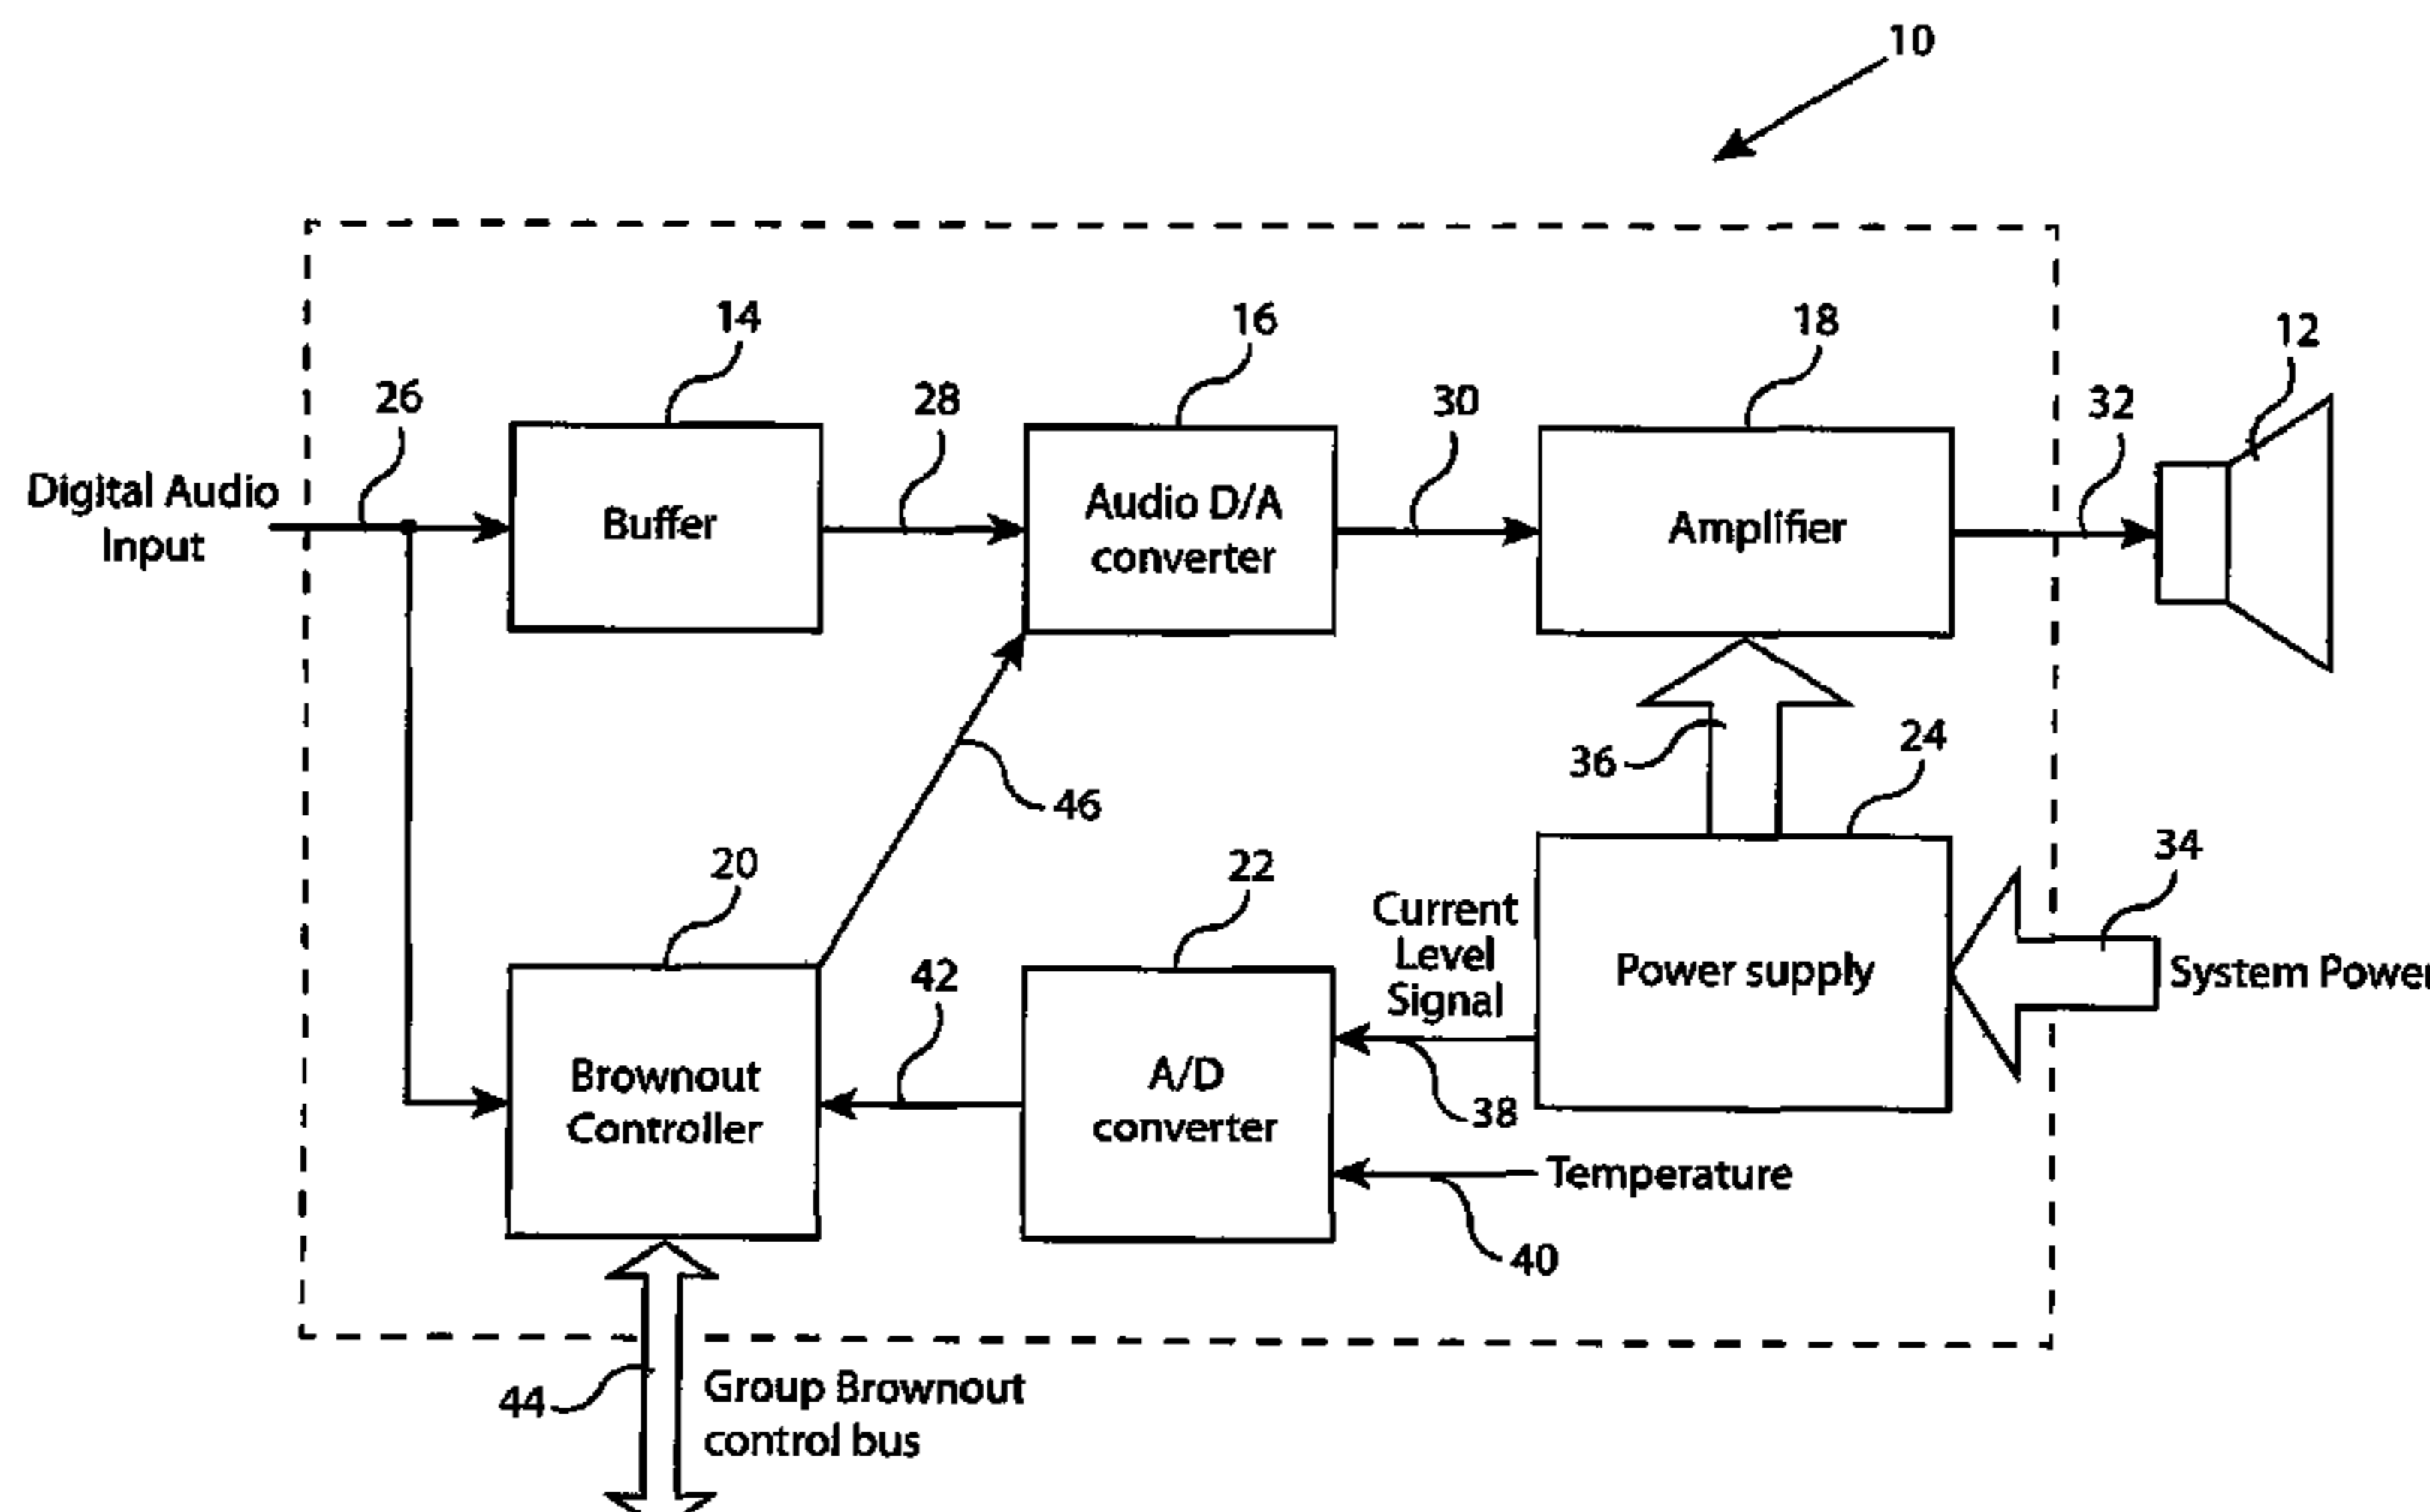 10
14
16
18
12
26
28
30
32
Digital Audio
Input
Buffer
Audio D/A
converter
Amplifier
36
24
46
34
20
22
42
Current
Level
Signal
Power supply
System Power
Brownout
Controller
A/D
converter
38
Temperature
40
44
Group Brownout
control bus